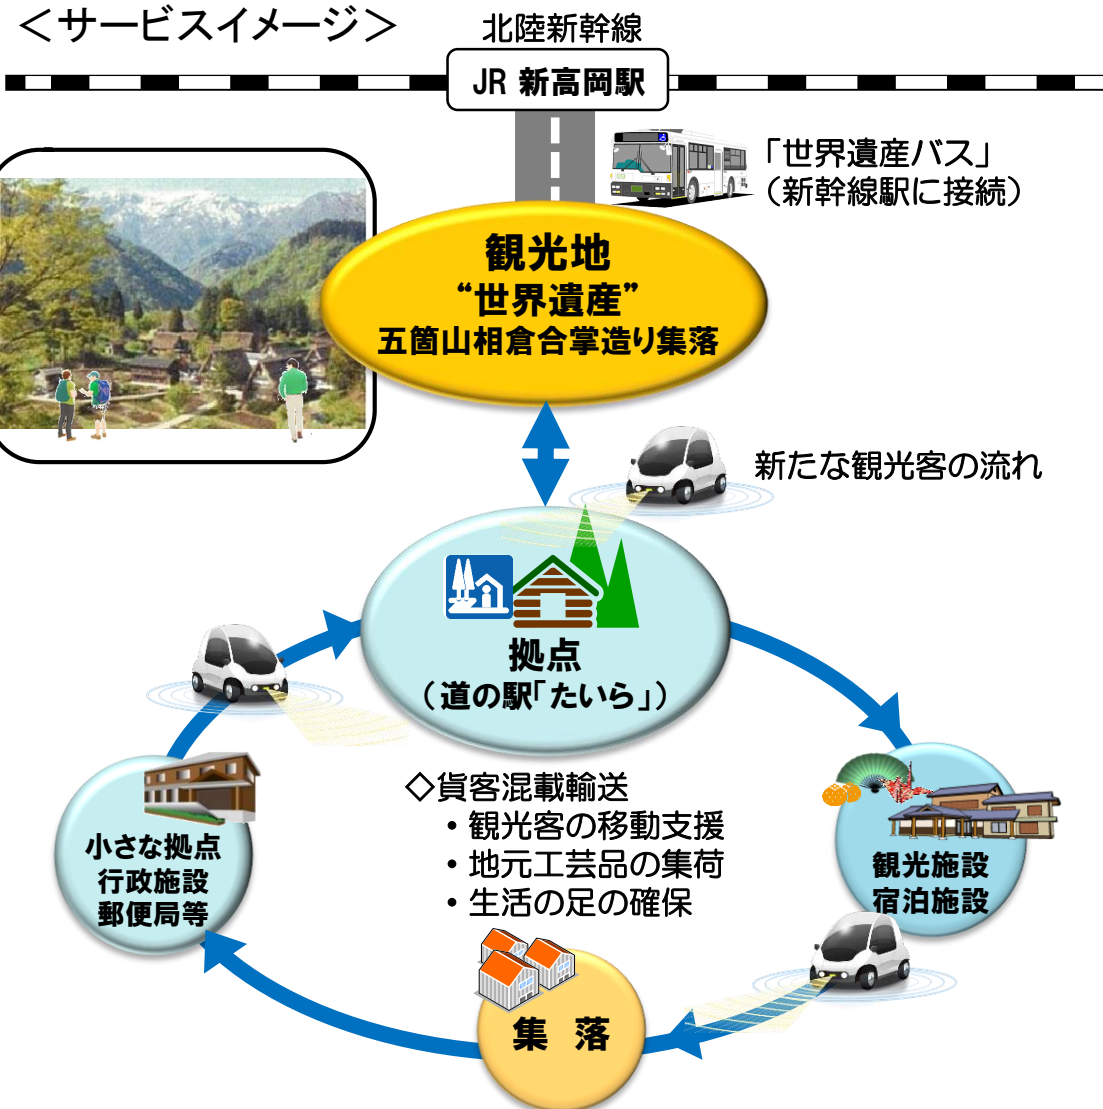 ＜サービスイメージ＞
北陸新幹線
JR 新高岡駅
「世界遺産バス」
（新幹線駅に接続）
観光地
“世界遺産”
五箇山相倉合掌造り集落
新たな観光客の流れ
拠点
（道の駅「たいら」）
◇貨客混載輸送
・観光客の移動支援
・地元工芸品の集荷
・生活の足の確保
小さな拠点
行政施設
郵便局等
観光施設
宿泊施設
集　落